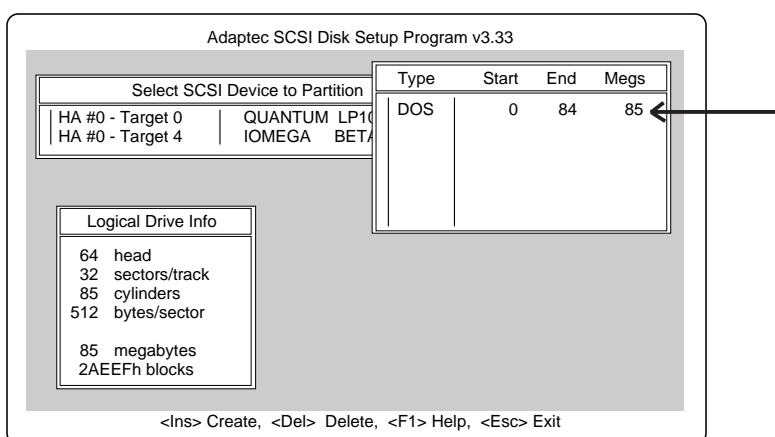 Adaptec SCSI Disk Setup Program v3.33
Select SCSI Device to Partition
HA #0 - Target 0 QUANTUM
HA #0 - Target 4 IOMEGA
Type Start End Megs
DOS 0 84 85
Logical Drive Info
64 head
32 sectors/track
85 cylinders
512 bytes/sector
85 megabytes
2AEEFh blocks
<Ins> Create, <Del> Delete, <F1> Help, <Esc> Exit